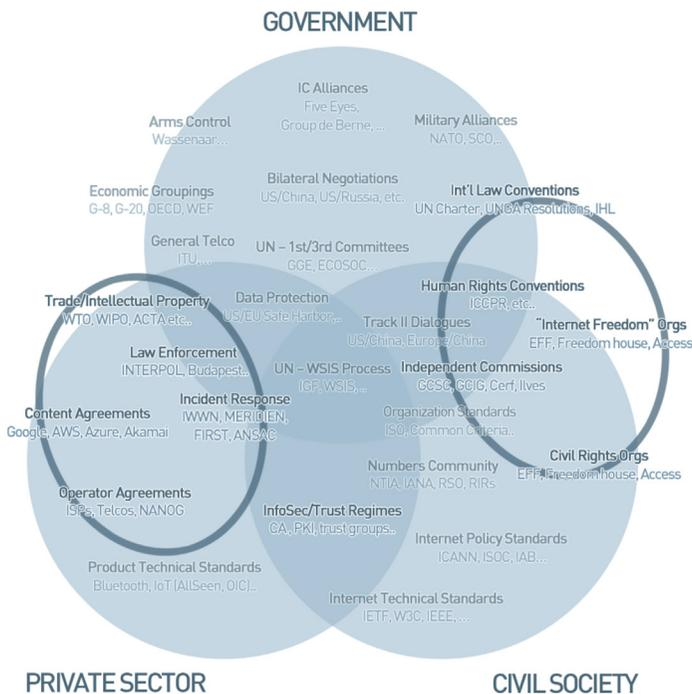 GOVERNMENT
IC Alliances
Five Eyes,
Group de Berne, ...
Arms Control
Wassenaar...
Military Alliances
NATO, SCO,..
Bilateral Negotiations
US/China, US/Russia, etc.
Economic Groupings
G-8, G-20, OECD, WEF
Int'l Law Conventions
UN Charter, UNGA Resolutions, IHL
General Telco
ITU,...
UN – 1st/3rd Committees
GGE, ECOSOC...
Human Rights Conventions
ICCPR, etc..
Trade/Intellectual Property
WTO, WIPO, ACTA etc..
Data Protection
US/EU Safe Harbor,..
Track II Dialogues
US/China, Europe/China
"Internet Freedom" Orgs
EFF, Freedom house, Access
Law Enforcement
INTERPOL, Budapest..
UN – WSIS Process
IGF, WSIS,..
Independent Commissions
GCSC, GCIG, Cerf, Ilves
Incident Response
IWWN, MERIDIEN,
FIRST, ANSAC
Content Agreements
Google, AWS, Azure, Akamai
Organization Standards
ISO, Common Criteria..
Civil Rights Orgs
EFF, Freedom house, Access
Numbers Community
NTIA, IANA, RSO, RIRs
Operator Agreements
ISPs, Telcos, NANOG
InfoSec/Trust Regimes
CA, PKI, trust groups..
Internet Policy Standards
ICANN, ISOC, IAB...
Product Technical Standards
Bluetooth, IoT (AllSeen, OIC)..
Internet Technical Standards
IETF, W3C, IEEE, ...
PRIVATE SECTOR
CIVIL SOCIETY